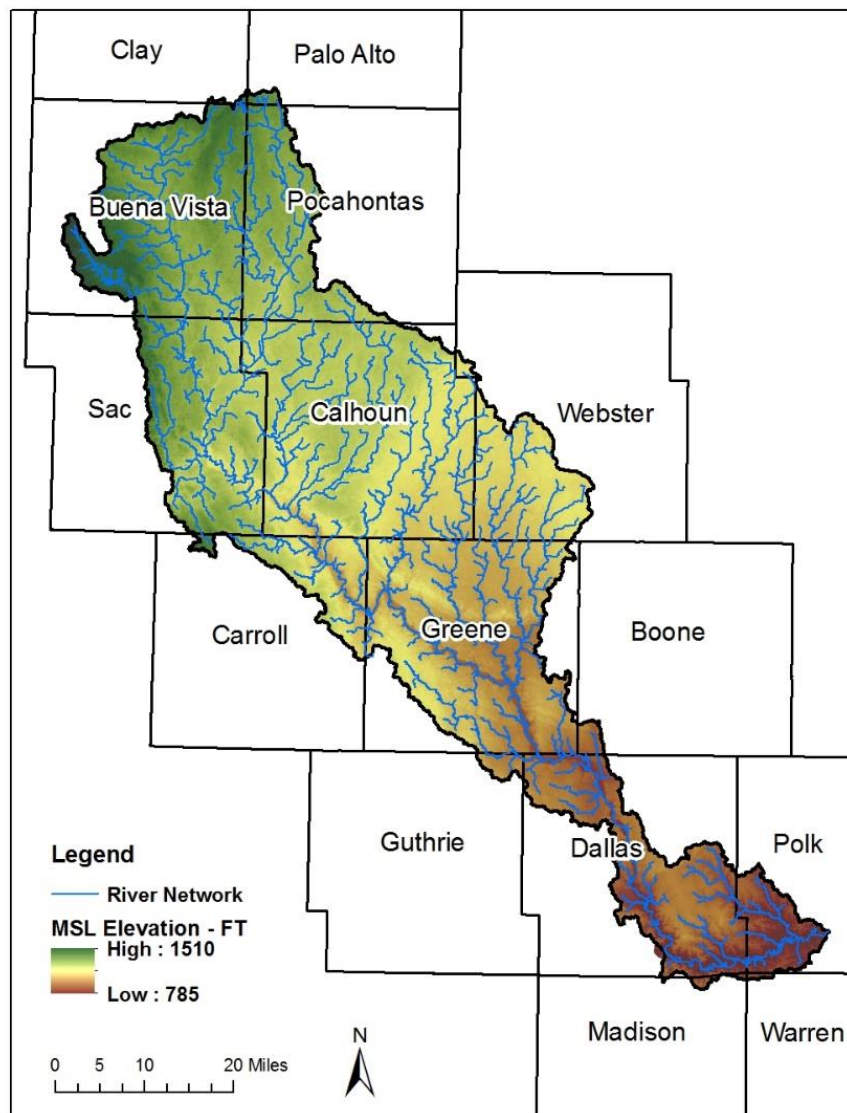 Clay
Palo Alto
Buena Vista
Pocahontas
Sac
Calhoun
Webster
Carroll
Greene
Boone
Guthrie
Dallas
Polk
Madison
Warren
Legend
River Network
MSL Elevation - FT
High : 1510
Low : 785
N
0 5 10 20 Miles